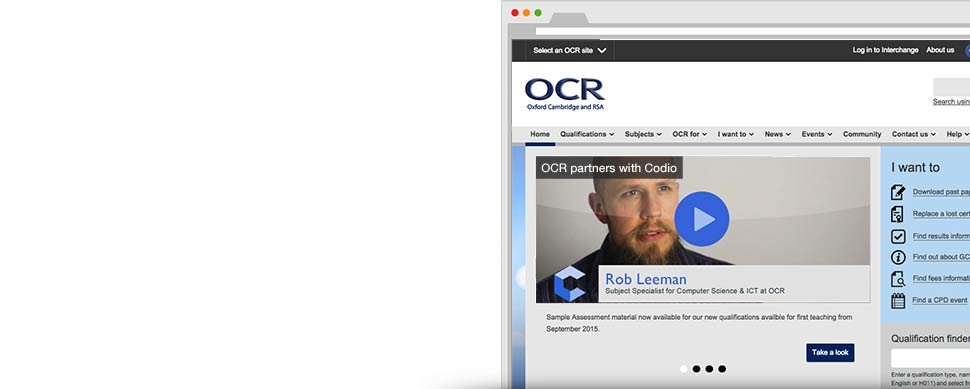 Select an OCR site
Log in to Interchange About us
OCR
Oxford Cambridge and RSA
Search usin
Home Qualifications Subjects OCR for I want to News Events Community Contact us Help
OCR partners with Codio
Rob Leeman
Subject Specialist for Computer Science & ICT at OCR
Sample Assessment material now available for our new qualifications availible for first teaching from
September 2015.
Take a look
I want to
Download past pap
Replace a lost cert
Find results inform
Find out about GC
Find fees informati
Find a CPD event
Qualification finder
Enter a qualification type, nam
English or H011) and select fr